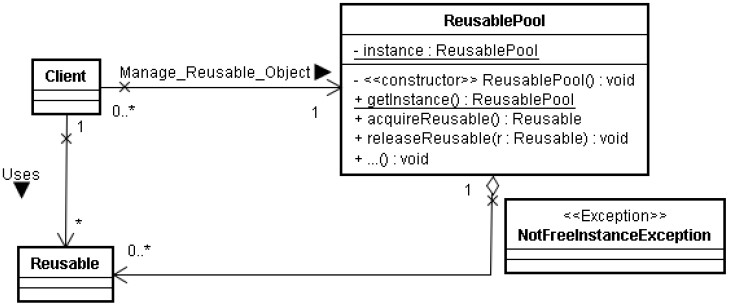 ReusablePool
- instance : ReusablePool
Client
Manage_Reusable_Object
- <<constructor>> ReusablePool() : void
+ getInstance() : ReusablePool
0..*
1
+ acquireReusable() : Reusable
1
+ releaseReusable(r : Reusable) : void
+ ...() : void
Uses
1
<<Exception>>
*
NotFreeInstanceException
0..*
Reusable